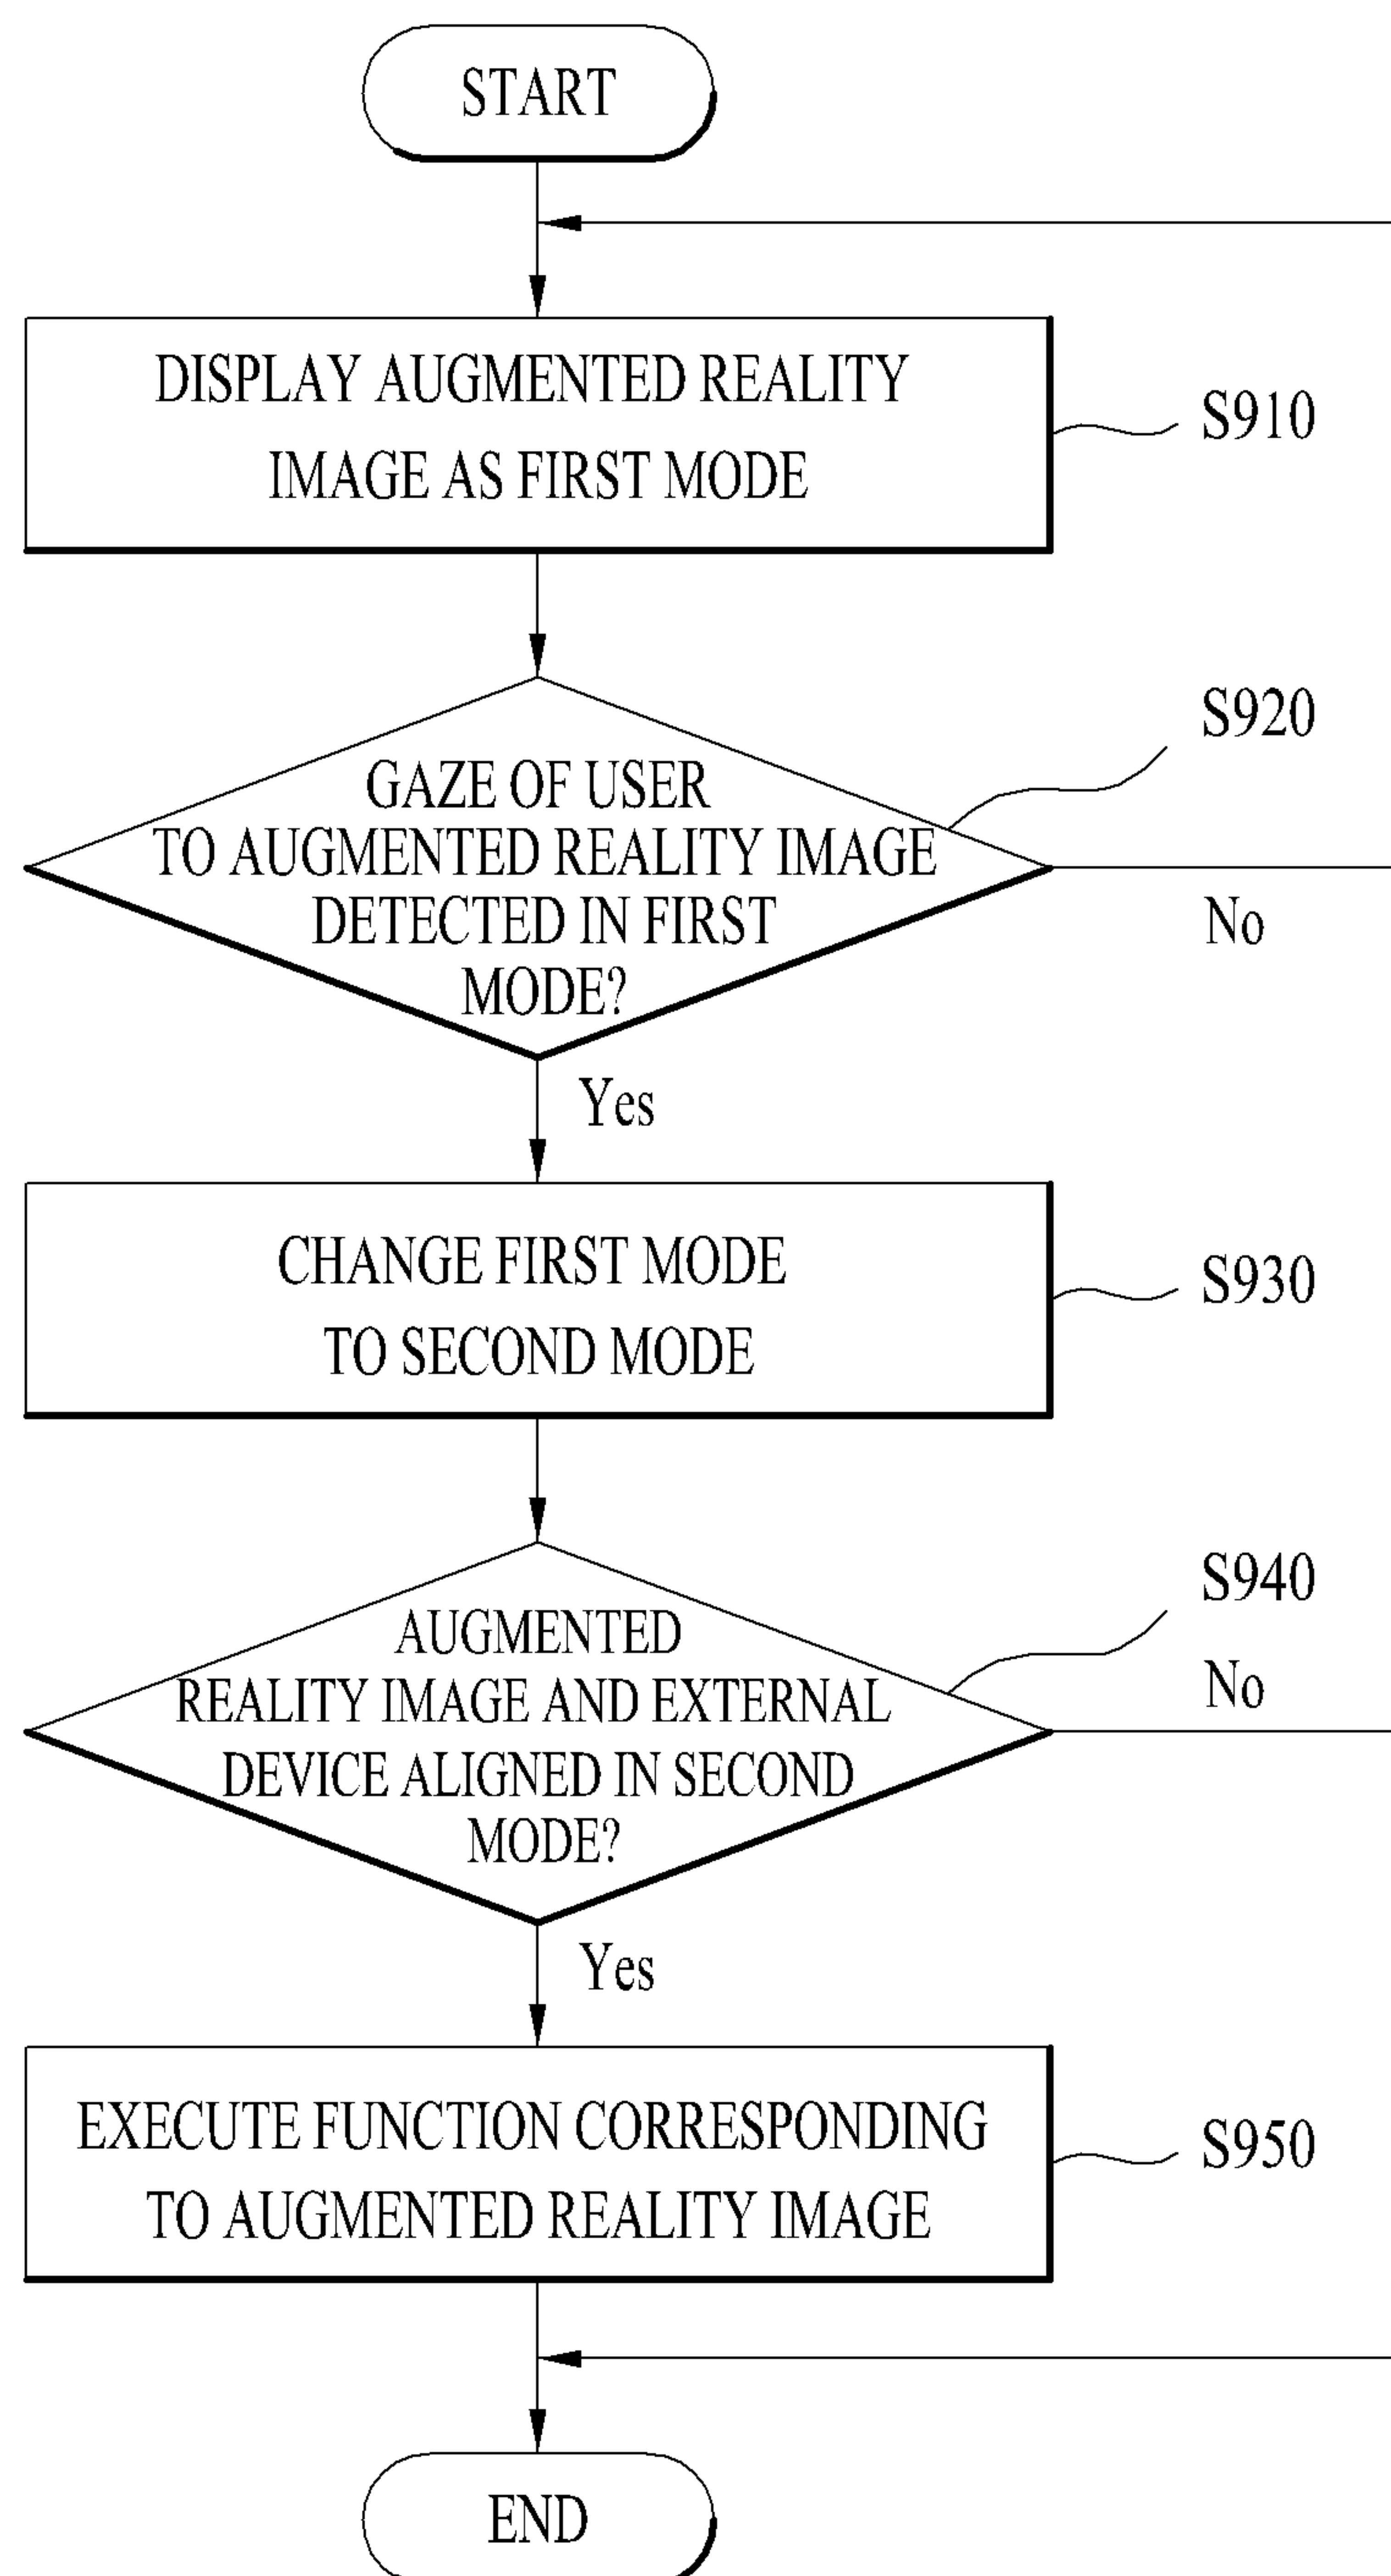 START
DISPLAY AUGMENTED REALITY
IMAGE AS FIRST MODE
S910
S920
GAZE OF USER
TO AUGMENTED REALITY IMAGE
DETECTED IN FIRST
MODE?
No
Yes
CHANGE FIRST MODE
TO SECOND MODE
S930
S940
AUGMENTED
REALITY IMAGE AND EXTERNAL
DEVICE ALIGNED IN SECOND
MODE?
No
Yes
EXECUTE FUNCTION CORRESPONDING
TO AUGMENTED REALITY IMAGE
S950
END